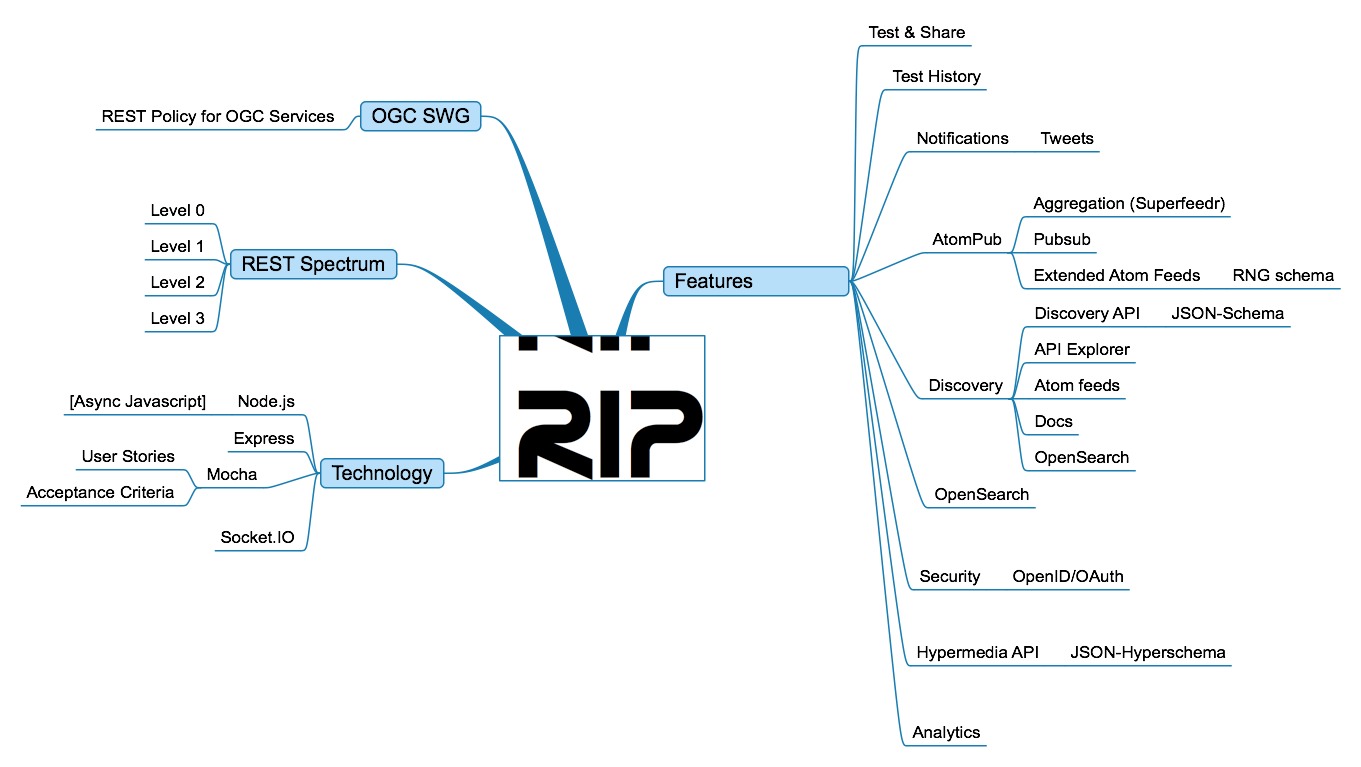 OGC SWG
REST Policy for OGC Services
REST Spectrum
Level 0
Level 1
Level 2
Level 3
Technology
[Async Javascript] Node.js
Express
Mocha
User Stories
Acceptance Criteria
Socket.IO
RIP
Features
Test & Share
Test History
Notifications Tweets
AtomPub
Aggregation (Superfeedr)
Pubsub
Extended Atom Feeds RNG schema
Discovery
Discovery API JSON-Schema
API Explorer
Atom feeds
Docs
OpenSearch
OpenSearch
Security OpenID/OAuth
Hypermedia API JSON-Hyperschema
Analytics